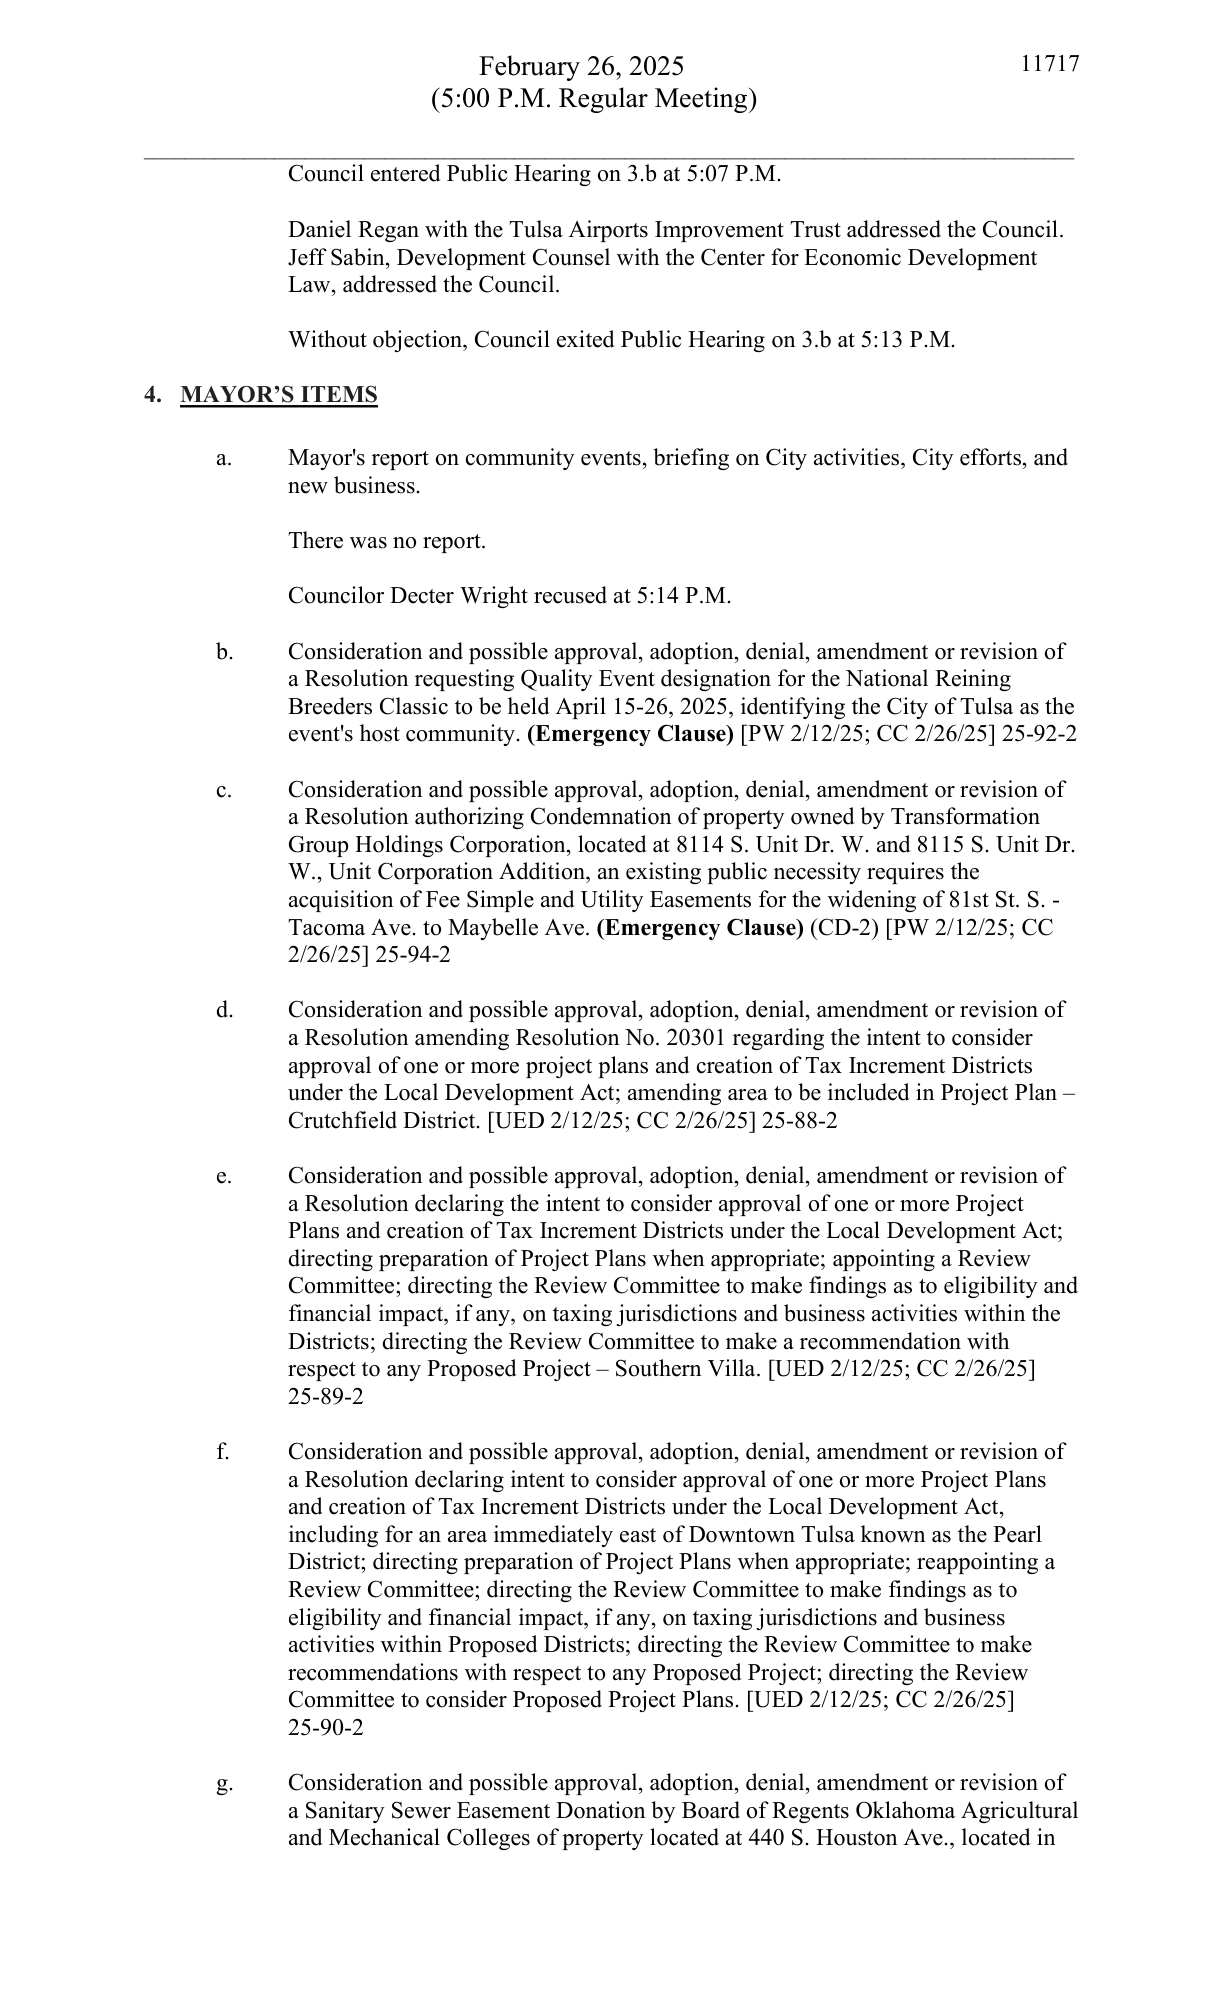 February 26, 2025
11717
(5:00 P.M. Regular Meeting)
Council entered Public Hearing on 3.b at 5:07 P.M.
Daniel Regan with the Tulsa Airports Improvement Trust addressed the Council.
Jeff Sabin, Development Counsel with the Center for Economic Development
Law, addressed the Council.
Without objection, Council exited Public Hearing on 3.b at 5:13 P.M.
4. MAYOR’S ITEMS
a. Mayor's report on community events, briefing on City activities, City efforts, and
new business.
There was no report.
Councilor Decter Wright recused at 5:14 P.M.
b. Consideration and possible approval, adoption, denial, amendment or revision of
a Resolution requesting Quality Event designation for the National Reining
Breeders Classic to be held April 15-26, 2025, identifying the City of Tulsa as the
event's host community. (Emergency Clause) [PW 2/12/25; CC 2/26/25] 25-92-2
c. Consideration and possible approval, adoption, denial, amendment or revision of
a Resolution authorizing Condemnation of property owned by Transformation
Group Holdings Corporation, located at 8114 S. Unit Dr. W. and 8115 S. Unit Dr.
W., Unit Corporation Addition, an existing public necessity requires the
acquisition of Fee Simple and Utility Easements for the widening of 81st St. S. -
Tacoma Ave. to Maybelle Ave. (Emergency Clause) (CD-2) [PW 2/12/25; CC
2/26/25] 25-94-2
d. Consideration and possible approval, adoption, denial, amendment or revision of
a Resolution amending Resolution No. 20301 regarding the intent to consider
approval of one or more project plans and creation of Tax Increment Districts
under the Local Development Act; amending area to be included in Project Plan –
Crutchfield District. [UED 2/12/25; CC 2/26/25] 25-88-2
e. Consideration and possible approval, adoption, denial, amendment or revision of
a Resolution declaring the intent to consider approval of one or more Project
Plans and creation of Tax Increment Districts under the Local Development Act;
directing preparation of Project Plans when appropriate; appointing a Review
Committee; directing the Review Committee to make findings as to eligibility and
financial impact, if any, on taxing jurisdictions and business activities within the
Districts; directing the Review Committee to make a recommendation with
respect to any Proposed Project – Southern Villa. [UED 2/12/25; CC 2/26/25]
25-89-2
f. Consideration and possible approval, adoption, denial, amendment or revision of
a Resolution declaring intent to consider approval of one or more Project Plans
and creation of Tax Increment Districts under the Local Development Act,
including for an area immediately east of Downtown Tulsa known as the Pearl
District; directing preparation of Project Plans when appropriate; reappointing a
Review Committee; directing the Review Committee to make findings as to
eligibility and financial impact, if any, on taxing jurisdictions and business
activities within Proposed Districts; directing the Review Committee to make
recommendations with respect to any Proposed Project; directing the Review
Committee to consider Proposed Project Plans. [UED 2/12/25; CC 2/26/25]
25-90-2
g. Consideration and possible approval, adoption, denial, amendment or revision of
a Sanitary Sewer Easement Donation by Board of Regents Oklahoma Agricultural
and Mechanical Colleges of property located at 440 S. Houston Ave., located in